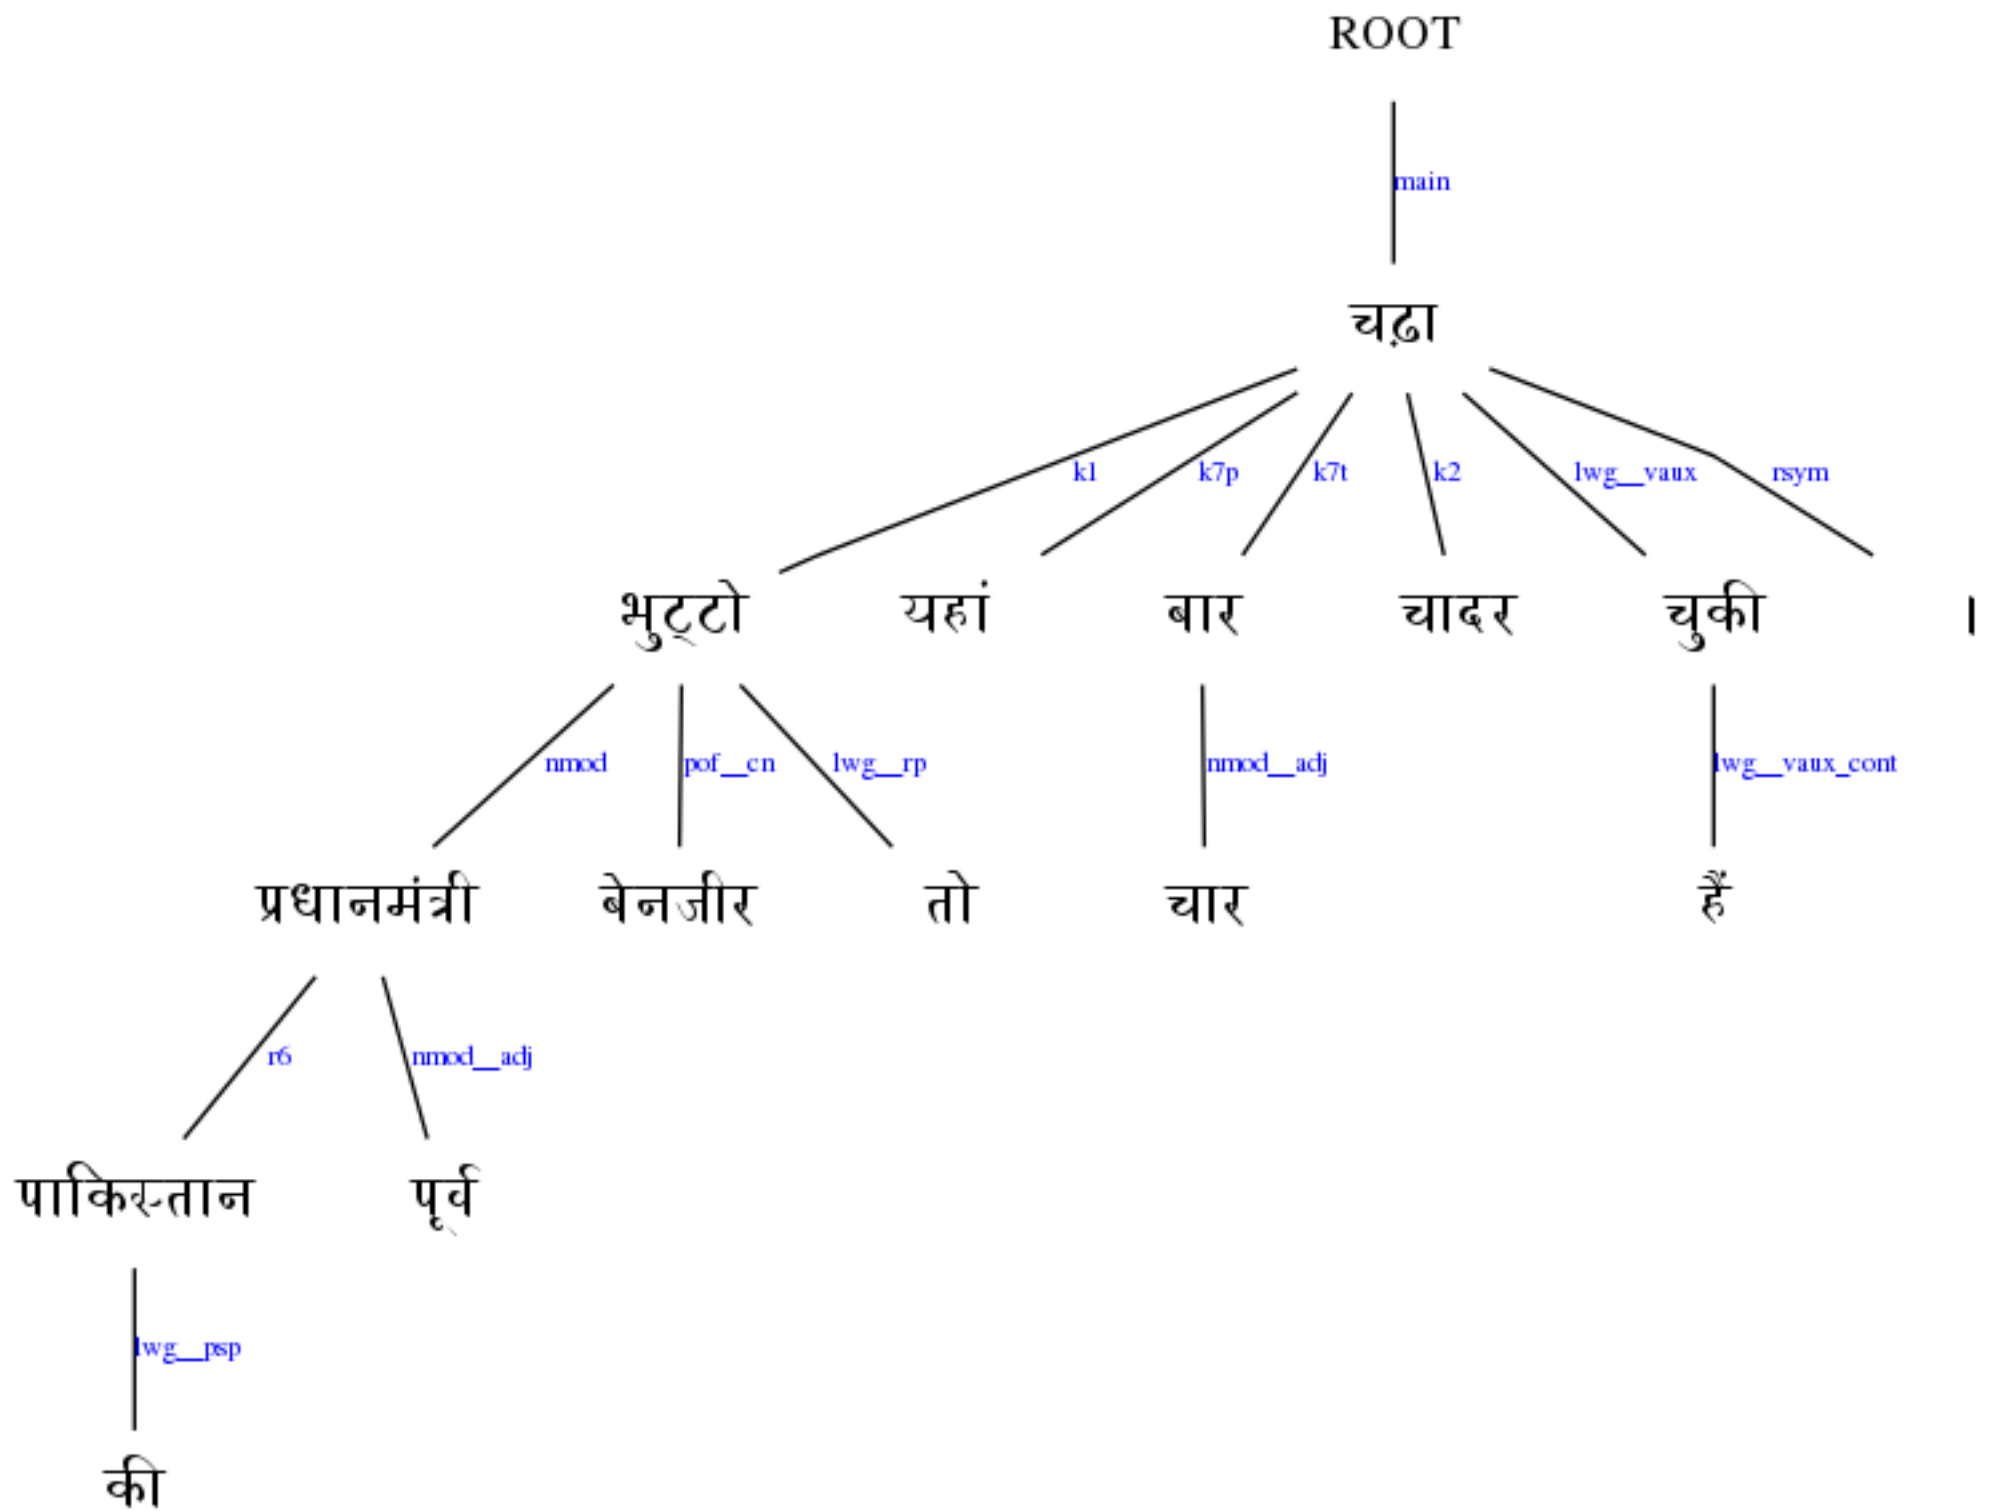 ROOT
main
चढ़ा
k1 k7p k7t k2 lwg__vaux rsym
भुट्टो यहां बार चादर चुकी ।
nmod pof__cn lwg__rp nmod__adj lwg__vaux_cont
प्रधानमंत्री बेनजीर तो चार हैं
r6 nmod__adj
पाकिस्तान पूर्व
lwg__psp
की